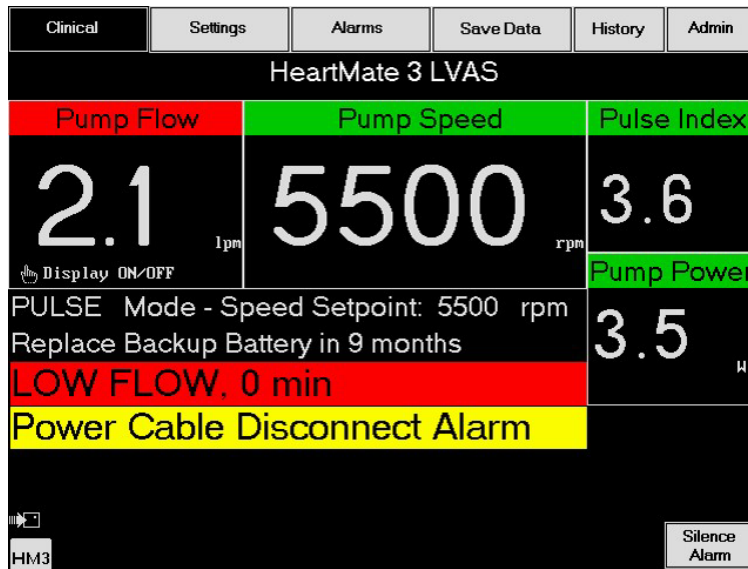 Clinical Settings Alarms Save Data History Admin
HeartMate 3 LVAS
Pump Flow Pump Speed Pulse Index
2.1 lpm 5500 rpm 3.6
Display ON/OFF
Pump Power
PULSE Mode - Speed Setpoint: 5500 rpm
3.5 W
Replace Backup Battery in 9 months
LOW FLOW, 0 min
Power Cable Disconnect Alarm
Silence
Alarm
HM3